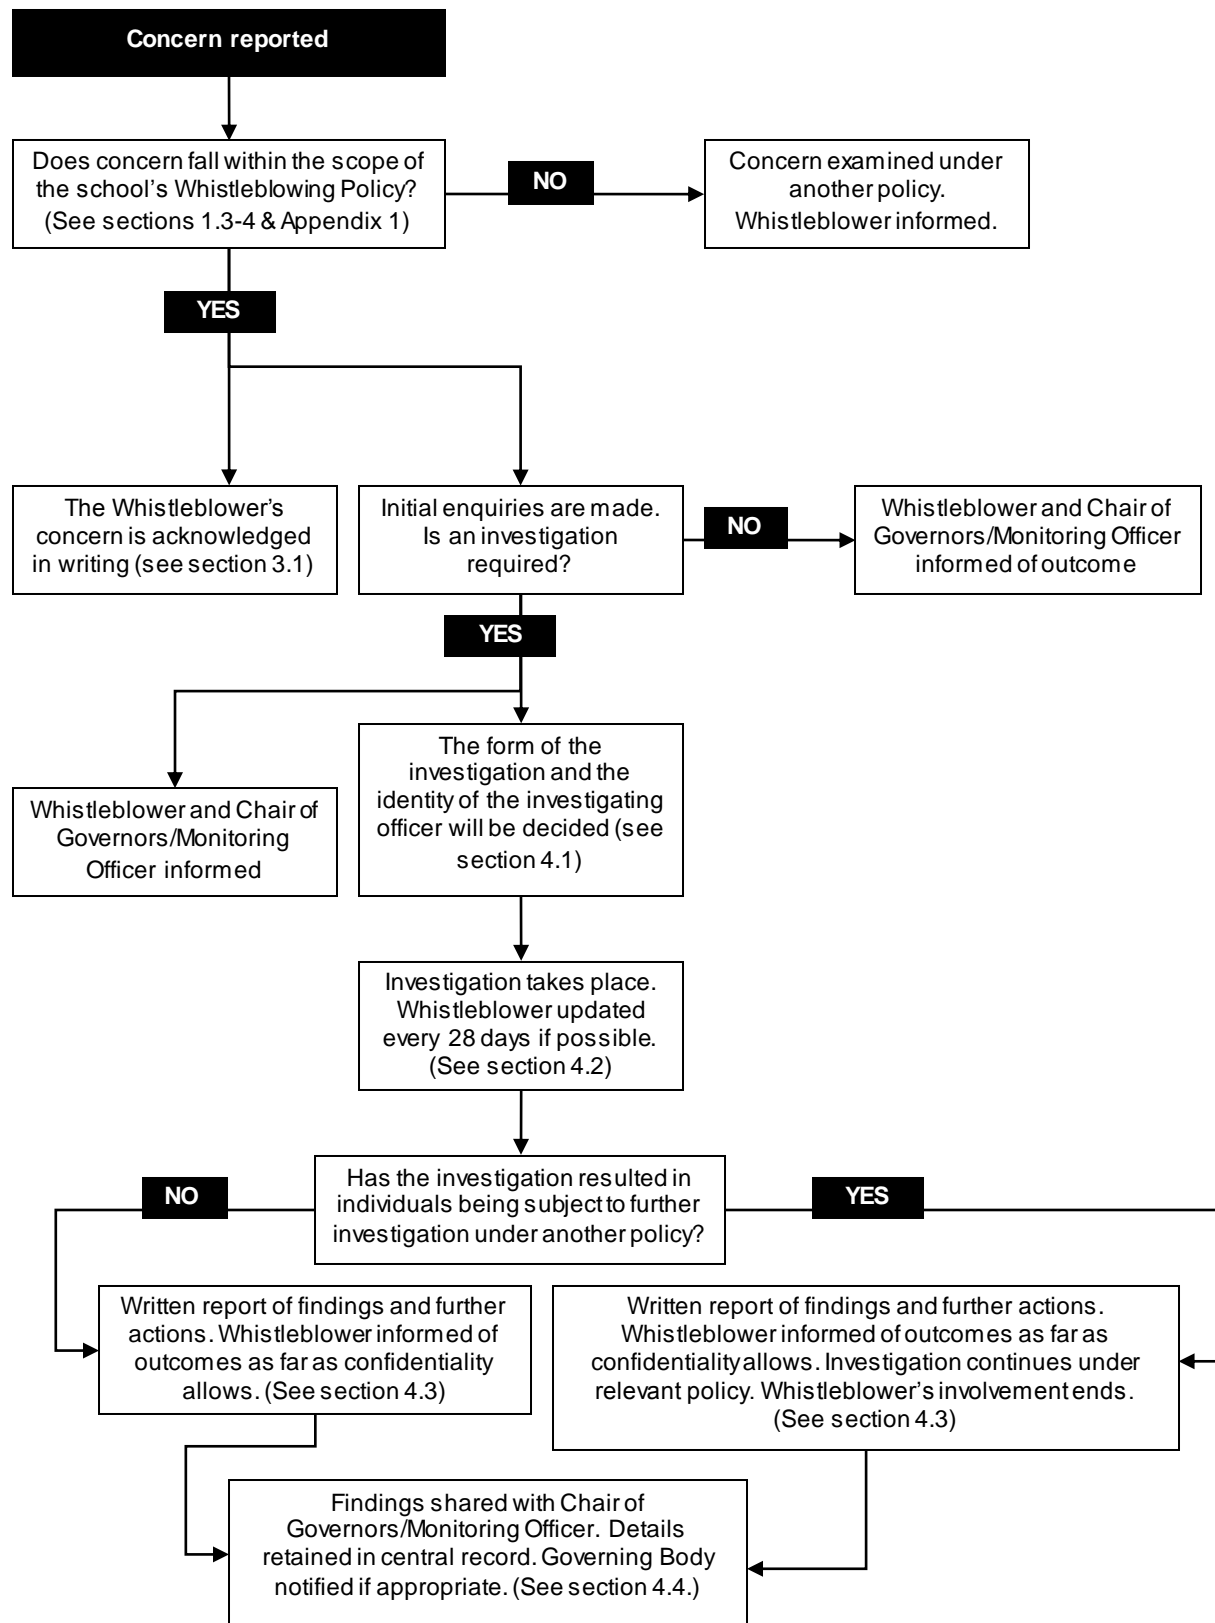 Concern reported
Does concern fall within the scope of
the school's Whistleblowing Policy?
(See sections 1.3-4 & Appendix 1)
NO
Concern examined under
another policy.
Whistleblower informed.
YES
The Whistleblower's
concern is acknowledged
in writing (see section 3.1)
Initial enquiries are made.
Is an investigation
required?
NO
Whistleblower and Chair of
Governors/Monitoring Officer
informed of outcome
YES
Whistleblower and Chair of
Governors/Monitoring
Officer informed
The form of the
investigation and the
identity of the investigating
officer will be decided (see
section 4.1)
Investigation takes place.
Whistleblower updated
every 28 days if possible.
(See section 4.2)
Has the investigation resulted in
individuals being subject to further
investigation under another policy?
NO
YES
Written report of findings and further
actions. Whistleblower informed of
outcomes as far as confidentiality
allows. (See section 4.3)
Written report of findings and further actions.
Whistleblower informed of outcomes as far as
confidentiality allows. Investigation continues under
relevant policy. Whistleblower's involvement ends.
(See section 4.3)
Findings shared with Chair of
Governors/Monitoring Officer. Details
retained in central record. Governing Body
notified if appropriate. (See section 4.4.)